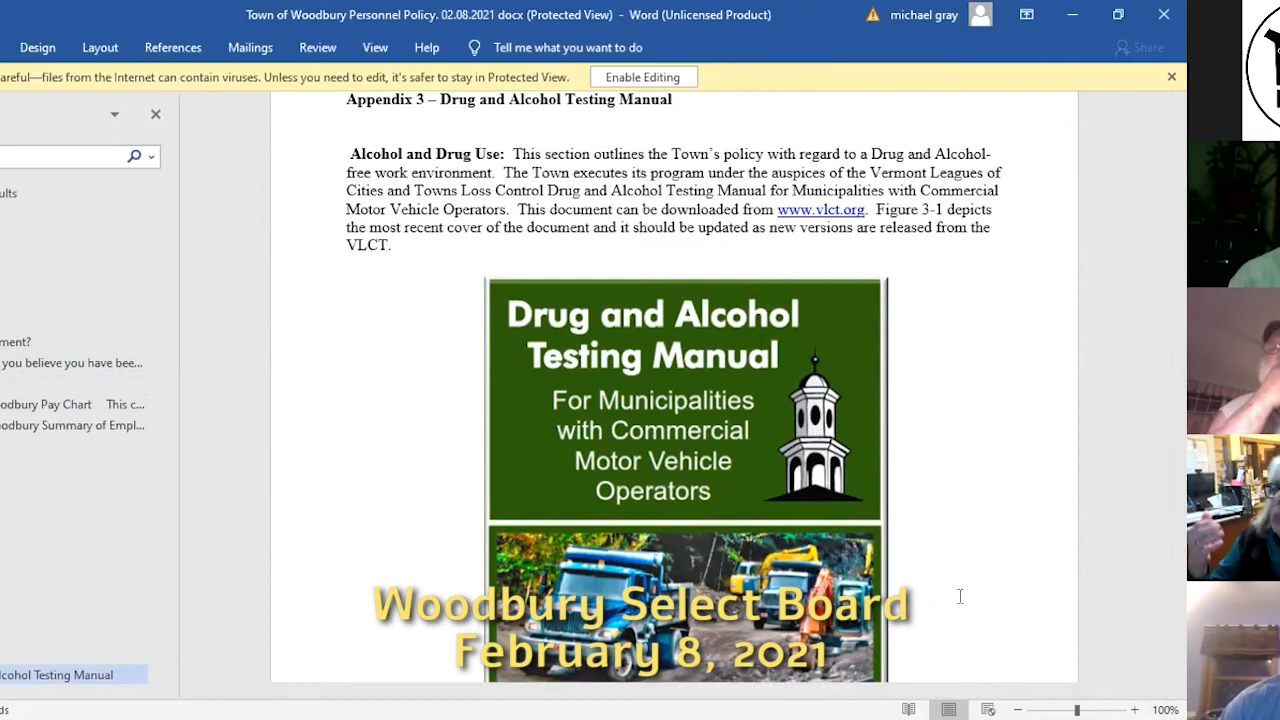 Town of Woodbury Personnel Policy. 02.08.2021 docx (Protected View) - Word (Unlicensed Product)
michael gray
Design Layout References Mailings Review View Help Tell me what you want to do
Share
careful—files from the Internet can contain viruses. Unless you need to edit, it's safer to stay in Protected View. Enable Editing
Appendix 3 – Drug and Alcohol Testing Manual
Alcohol and Drug Use: This section outlines the Town's policy with regard to a Drug and Alcohol-
free work environment. The Town executes its program under the auspices of the Vermont Leagues of
Cities and Towns Loss Control Drug and Alcohol Testing Manual for Municipalities with Commercial
Motor Vehicle Operators. This document can be downloaded from www.vlct.org. Figure 3-1 depicts
the most recent cover of the document and it should be updated as new versions are released from the
VLCT.
ults
ment?
you believe you have bee...
odbury Pay Chart This c...
odbury Summary of Empl...
cohol Testing Manual
Drug and Alcohol
Testing Manual
For Municipalities
with Commercial
Motor Vehicle
Operators
Woodbury Select Board
February 8, 2021
ds
100%